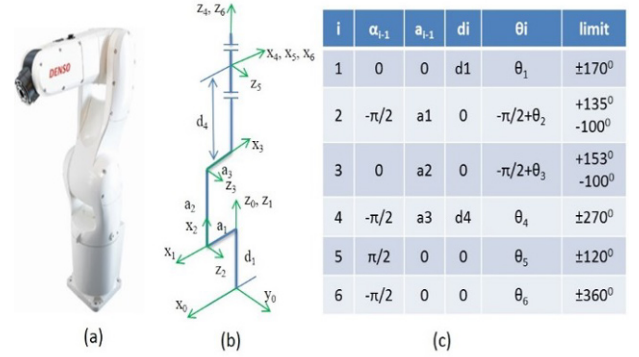 DENSO
z4, z6
x4, x5, x6
z5
d4
x3
a3
z3
a2
z0, z1
x2
a1
x1
z2
d1
x0
y0
i αi-1 ai-1 di θi limit
1 0 0 d1 θ1 ±170⁰
2 -π/2 a1 0 -π/2+θ2 +135⁰
-100⁰
3 0 a2 0 -π/2+θ3 +153⁰
-100⁰
4 -π/2 a3 d4 θ4 ±270⁰
5 π/2 0 0 θ5 ±120⁰
6 -π/2 0 0 θ6 ±360⁰
(a) (b) (c)